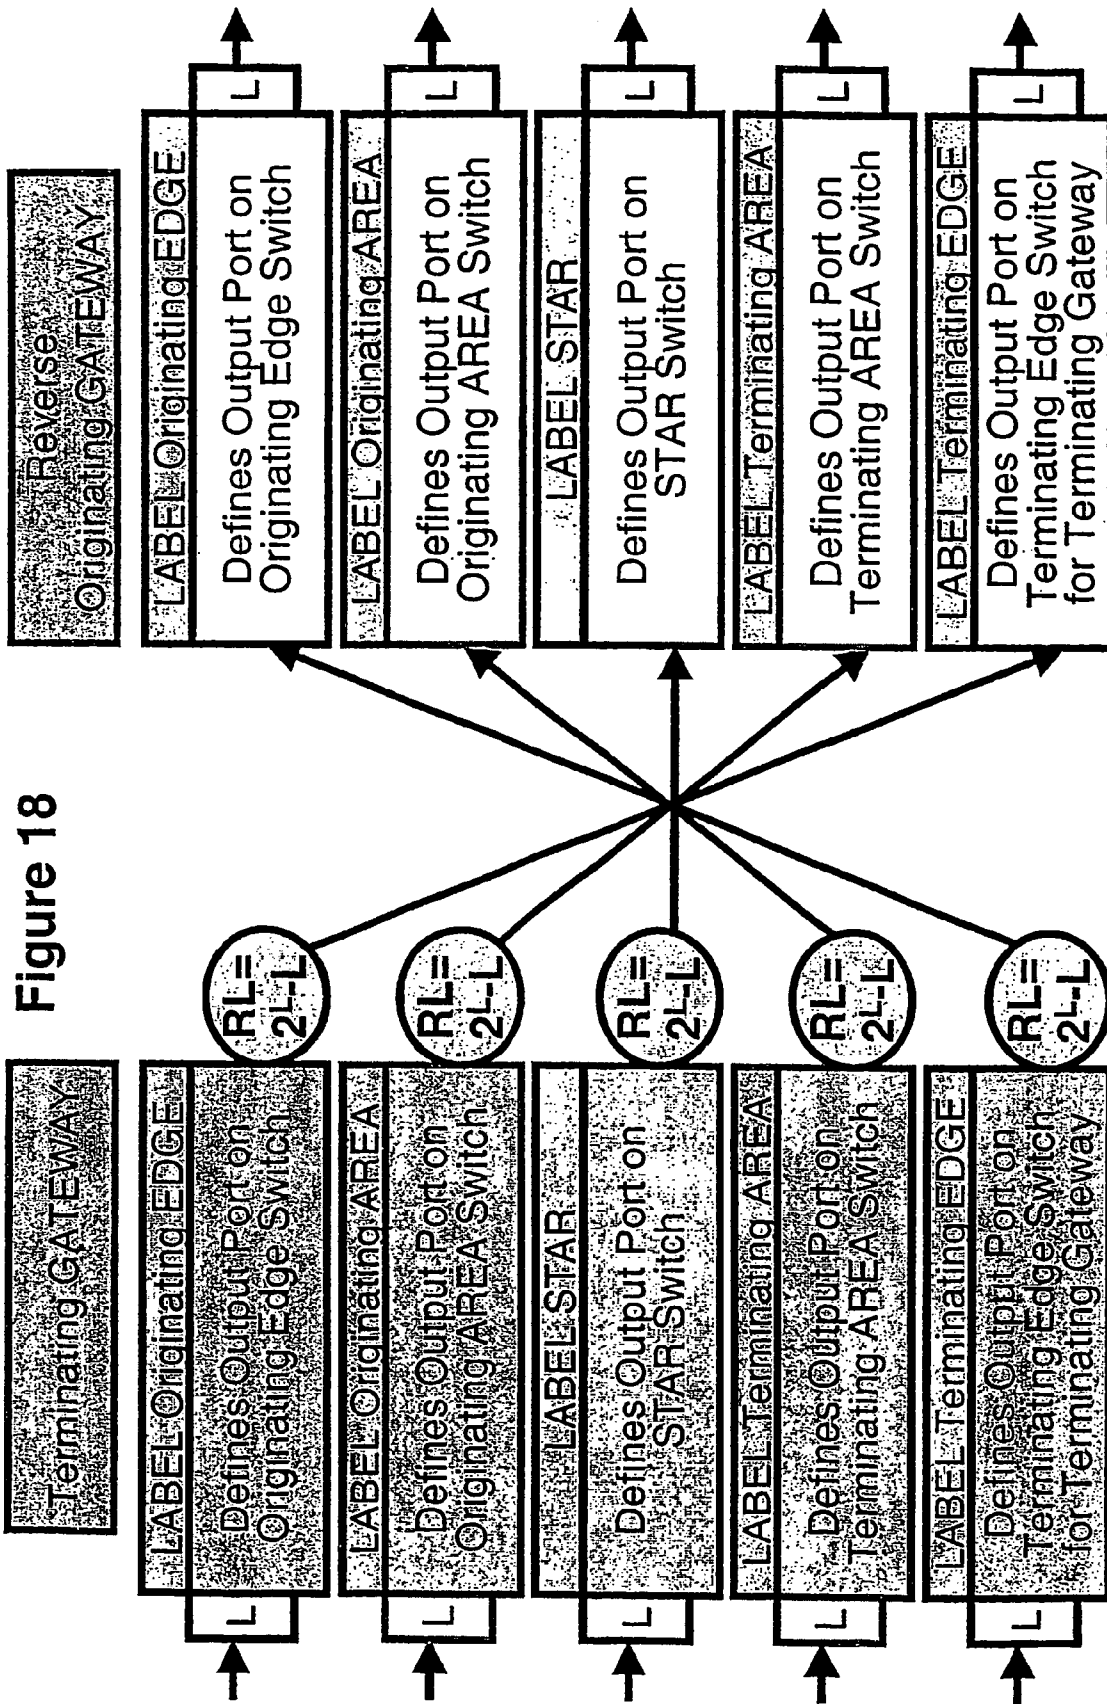 Figure 18
Terminating GATEWAY
L
LABEL Originating EDGE
Defines Output Port on
Originating Edge Switch
RL=
2ᴸ-L
L
LABEL Originating AREA
Defines Output Port on
Originating AREA Switch
RL=
2ᴸ-L
L
LABEL STAR
Defines Output Port on
STAR Switch
RL=
2ᴸ-L
L
LABEL Terminating AREA
Defines Output Port on
Terminating AREA Switch
RL=
2ᴸ-L
L
LABEL Terminating EDGE
Defines Output Port on
Terminating Edge Switch
for Terminating Gateway
RL=
2ᴸ-L
Reverse
Originating GATEWAY
LABEL Originating EDGE
Defines Output Port on
Originating Edge Switch
L
LABEL Originating AREA
Defines Output Port on
Originating AREA Switch
L
LABEL STAR
Defines Output Port on
STAR Switch
L
LABEL Terminating AREA
Defines Output Port on
Terminating AREA Switch
L
LABEL Terminating EDGE
Defines Output Port on
Terminating Edge Switch
for Terminating Gateway
L